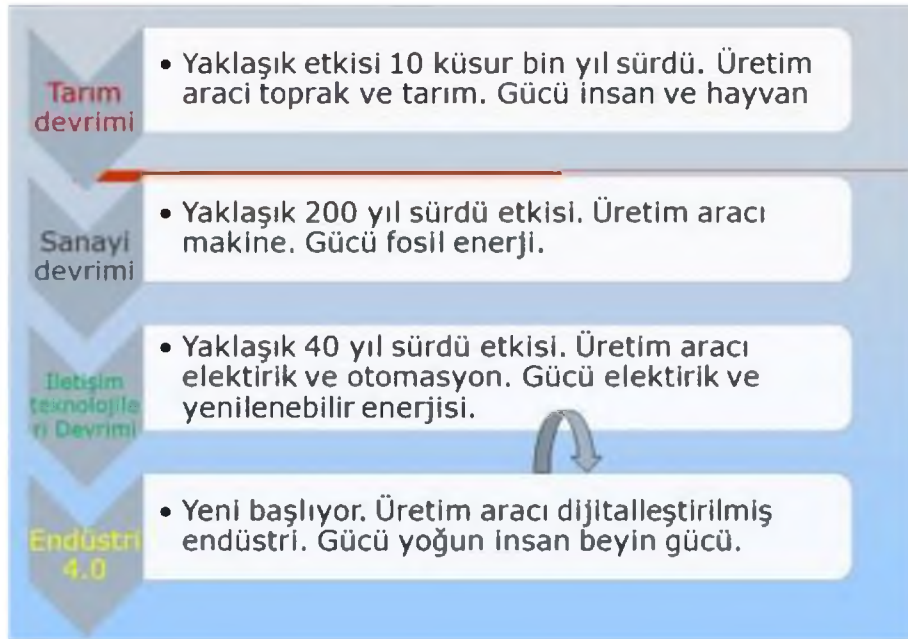 Tarım
devrimi
• Yaklaşık etkisi 10 küsur bin yıl sürdü. Üretim
araci toprak ve tarım. Gücü insan ve hayvan
Sanayi
devrimi
• Yaklaşık 200 yıl sürdü etkisi. Üretim aracı
makine. Gücü fosil enerji.
Iletişim
teknolojile
ri Devrimi
• Yaklaşık 40 yıl sürdü etkisi. Üretim aracı
elektirik ve otomasyon. Gücü elektirik ve
yenilenebilir enerjisi.
Endüstri
4.0
• Yeni başlıyor. Üretim aracı dijitalleştirilmiş
endüstri. Gücü yoğun insan beyin gücü.